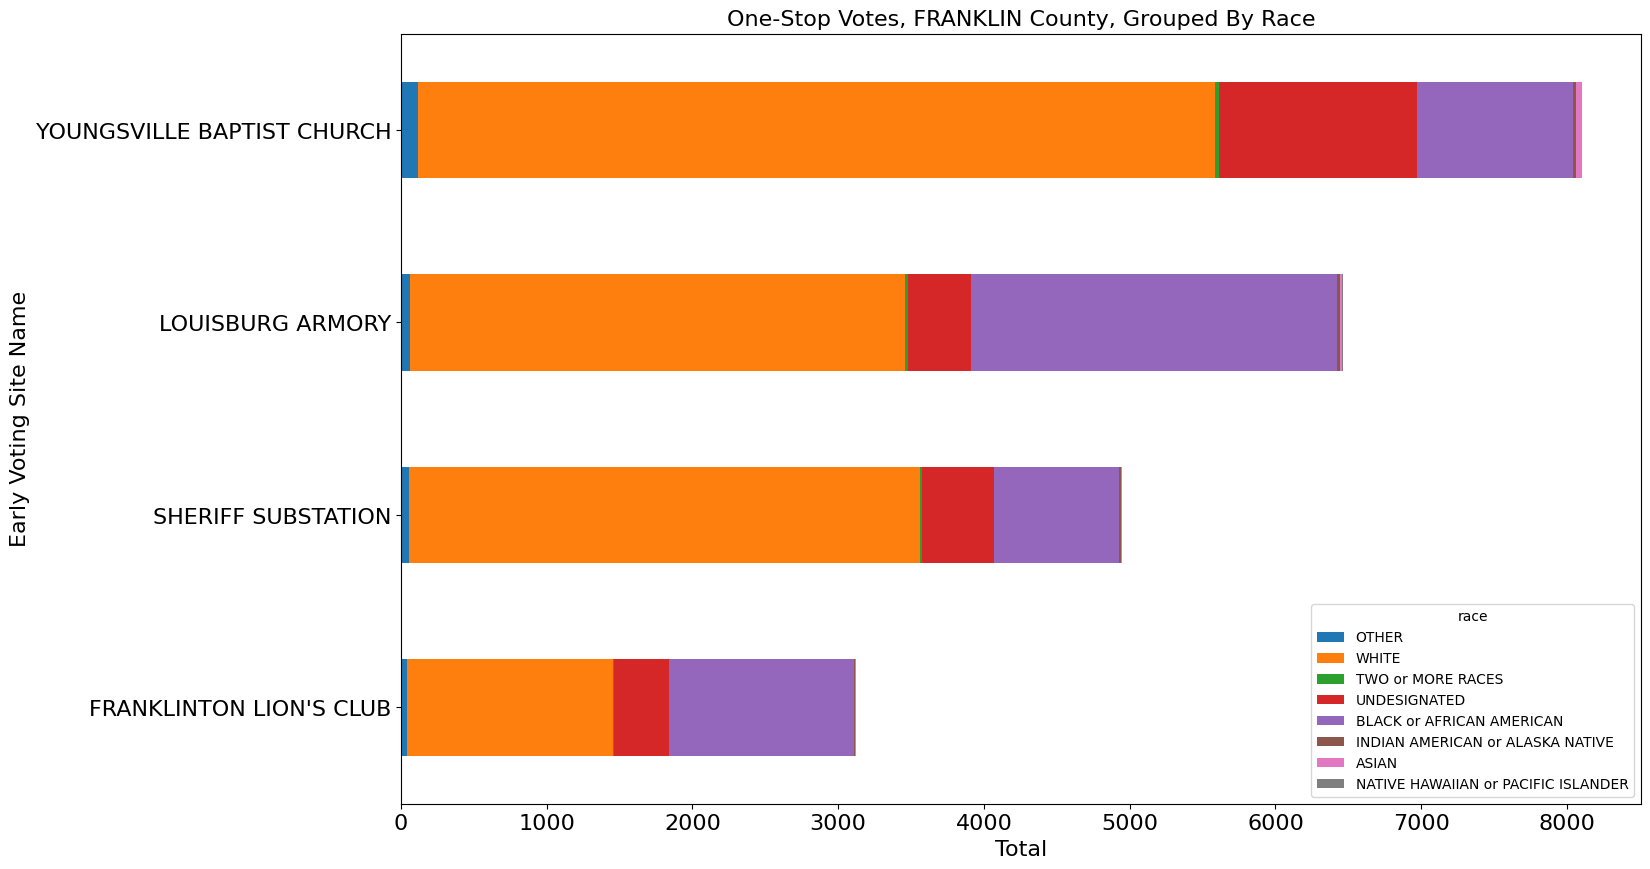 One-Stop Votes, FRANKLIN County, Grouped By Race
Early Voting Site Name
YOUNGSVILLE BAPTIST CHURCH
LOUISBURG ARMORY
SHERIFF SUBSTATION
FRANKLINTON LION'S CLUB
race
OTHER
WHITE
TWO or MORE RACES
UNDESIGNATED
BLACK or AFRICAN AMERICAN
INDIAN AMERICAN or ALASKA NATIVE
ASIAN
NATIVE HAWAIIAN or PACIFIC ISLANDER
0 1000 2000 3000 4000 5000 6000 7000 8000
Total